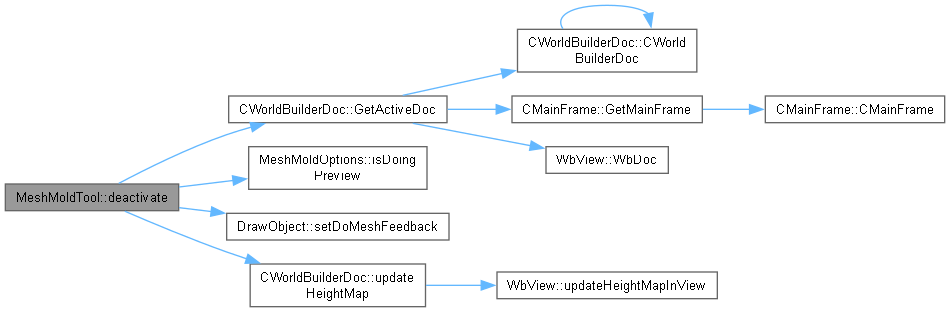 CWorldBuilderDoc::CWorld
BuilderDoc
CWorldBuilderDoc::GetActiveDoc
CMainFrame::GetMainFrame
CMainFrame::CMainFrame
WbView::WbDoc
MeshMoldOptions::isDoing
Preview
MeshMoldTool::deactivate
DrawObject::setDoMeshFeedback
CWorldBuilderDoc::update
HeightMap
WbView::updateHeightMapInView